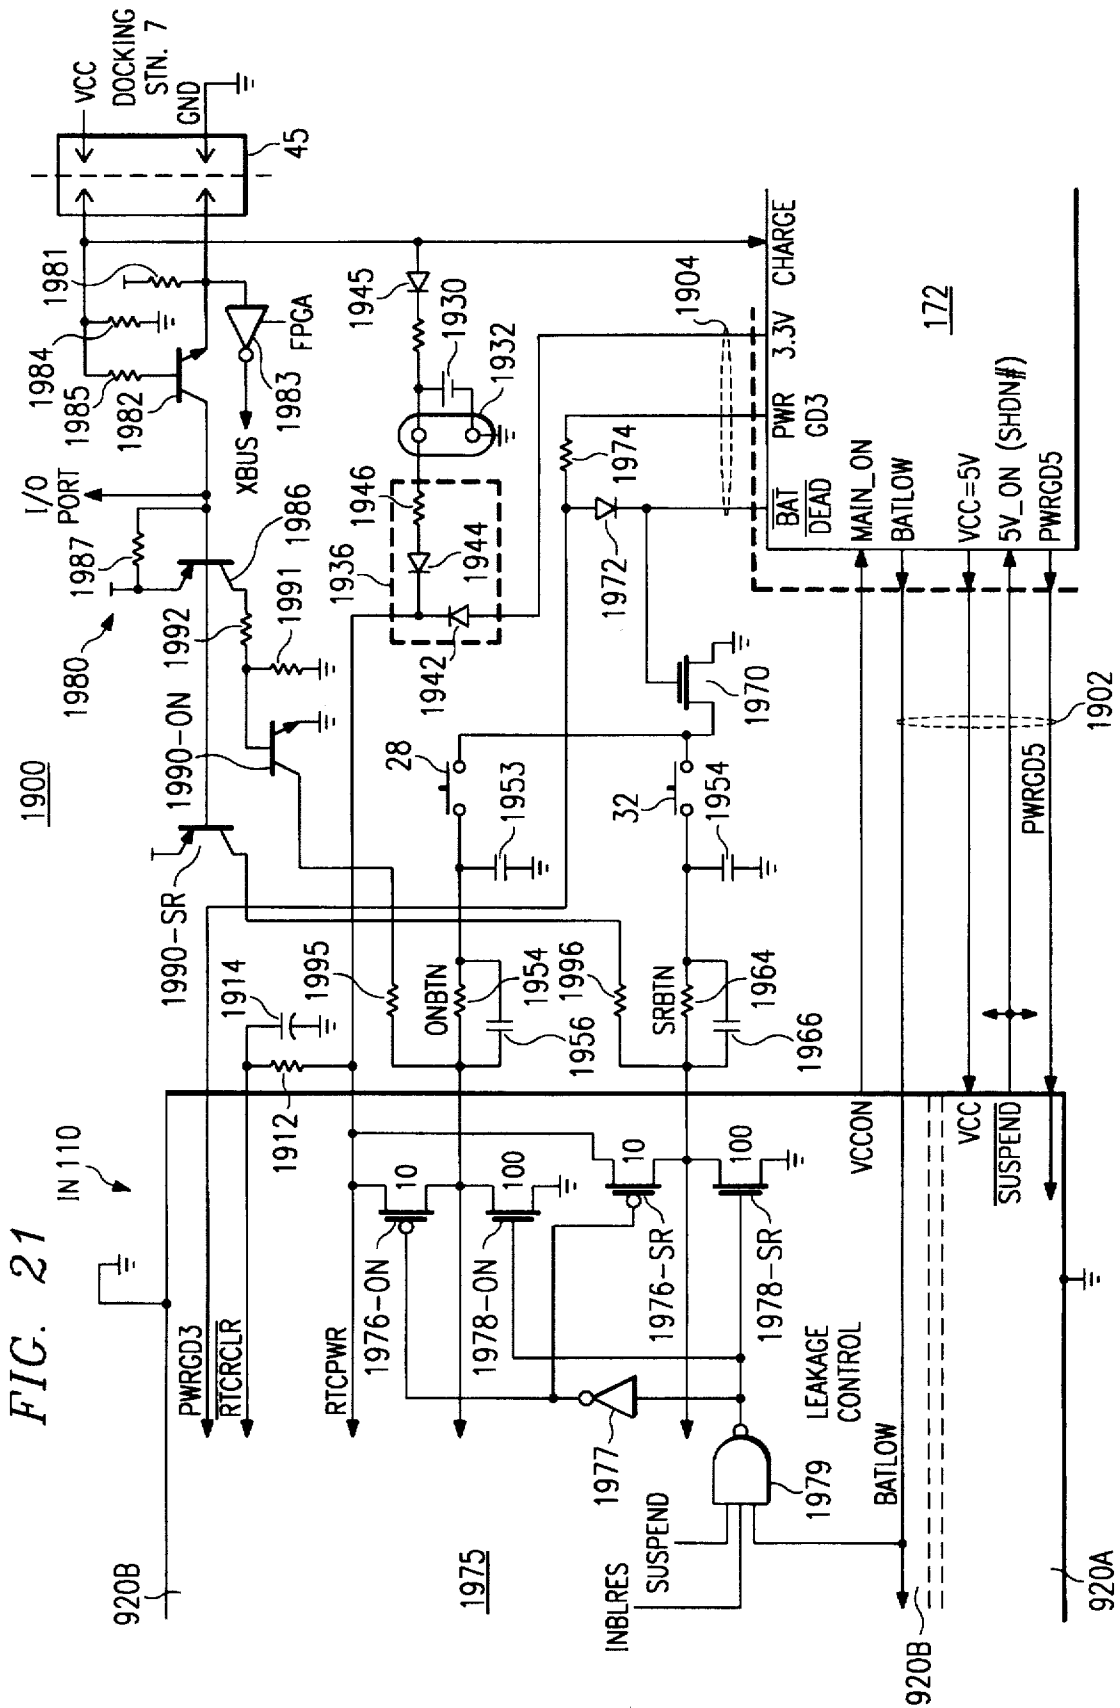 FIG. 21
1900
IN 110
920B
PWRGD3
RTCRCLR
RTCPWR
1976-ON
10
1978-ON
100
1976-SR
10
1978-SR
100
1977
1979
1975
LEAKAGE
CONTROL
INBLRES
SUSPEND
BATLOW
920B
920A
VCCON
VCC
SUSPEND
1912
1914
1995
ONBTN
1954
1956
1996
SRBTN
1964
1966
1990-SR
1990-ON
1980
1992
1991
1987
1986
I/O
PORT
XBUS
1983
FPGA
1982
1985
1984
1981
VCC
DOCKING
STN. 7
GND
45
28
1953
32
1954
1970
1972
1974
1936
1942
1944
1946
1932
1930
1945
1904
BAT
DEAD
PWR
GD3
3.3V
CHARGE
172
MAIN_ON
BATLOW
VCC=5V
5V_ON (SHDN#)
PWRGD5
PWRGD5
1902